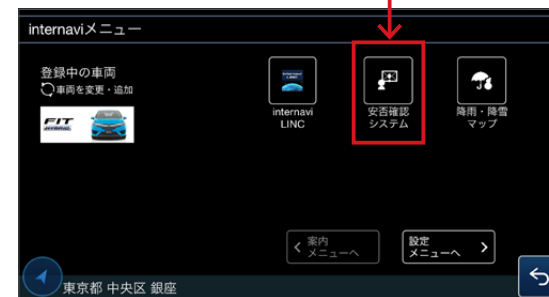 internaviメニュー
登録中の車両
車両を変更・追加
FIT
HYBRID
internavi
LINC
安否確認
システム
降雨・降雪
マップ
案内
メニューへ
設定
メニューへ
東京都 中央区 銀座